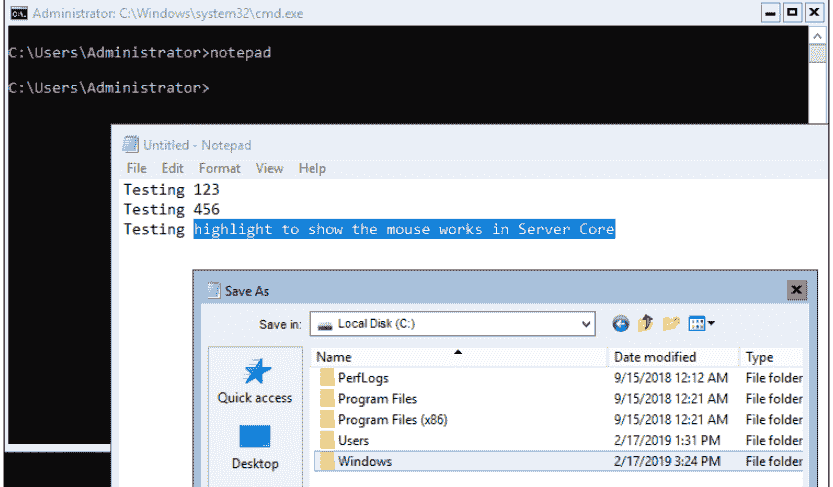 Administrator: C:\Windows\system32\cmd.exe
C:\Users\Administrator>notepad
C:\Users\Administrator>
Untitled - Notepad
File Edit Format View Help
Testing 123
Testing 456
Testing highlight to show the mouse works in Server Core
Save As
Save in: Local Disk (C:)
Name Date modified Type
PerfLogs 9/15/2018 12:12 AM File folder
Program Files 9/15/2018 12:21 AM File folder
Program Files (x86) 9/15/2018 12:21 AM File folder
Users 2/17/2019 1:31 PM File folder
Windows 2/17/2019 3:24 PM File folder
Quick access
Desktop